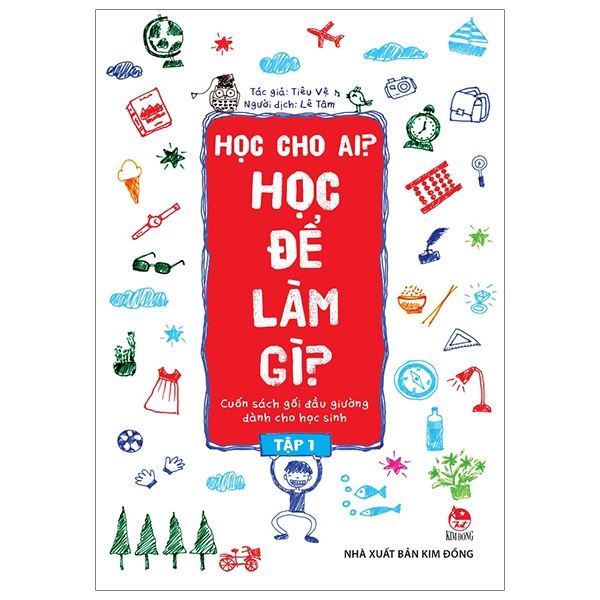 Tác giả: Tiêu Vệ
Người dịch: Lê Tâm
HỌC CHO AI?
HỌC
ĐỂ
LÀM
GÌ?
Cuốn sách gối đầu giường
dành cho học sinh
TẬP 1
KIM ĐỒNG
NHÀ XUẤT BẢN KIM ĐỒNG